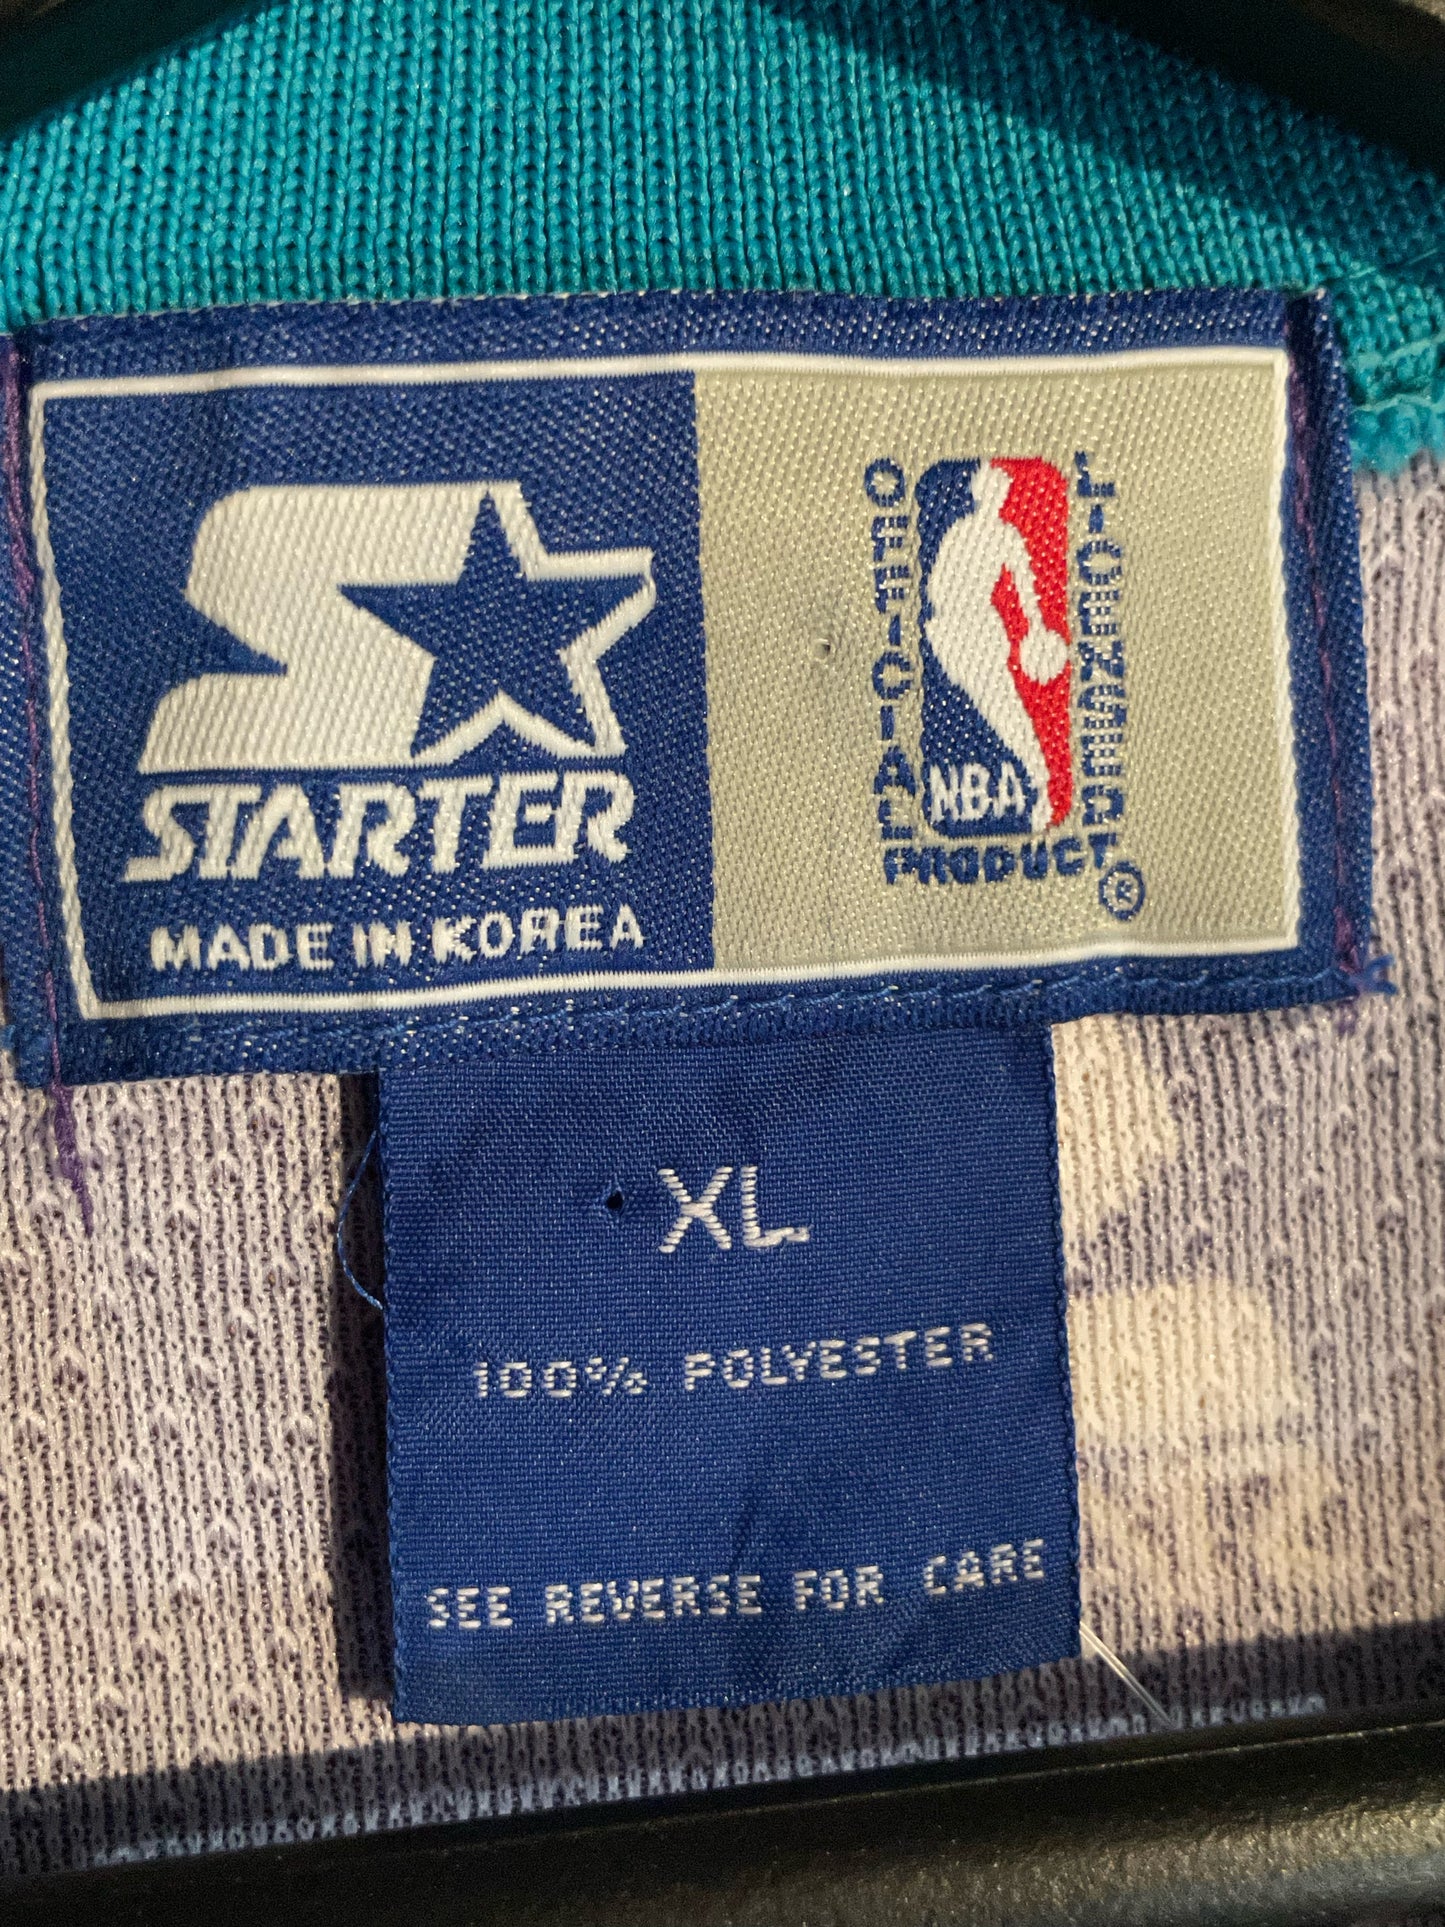 STARTER
MADE IN KOREA
OFFICIAL
NBA
PRODUCT
LICENSED
®
XL
100% POLYESTER
SEE REVERSE FOR CARE